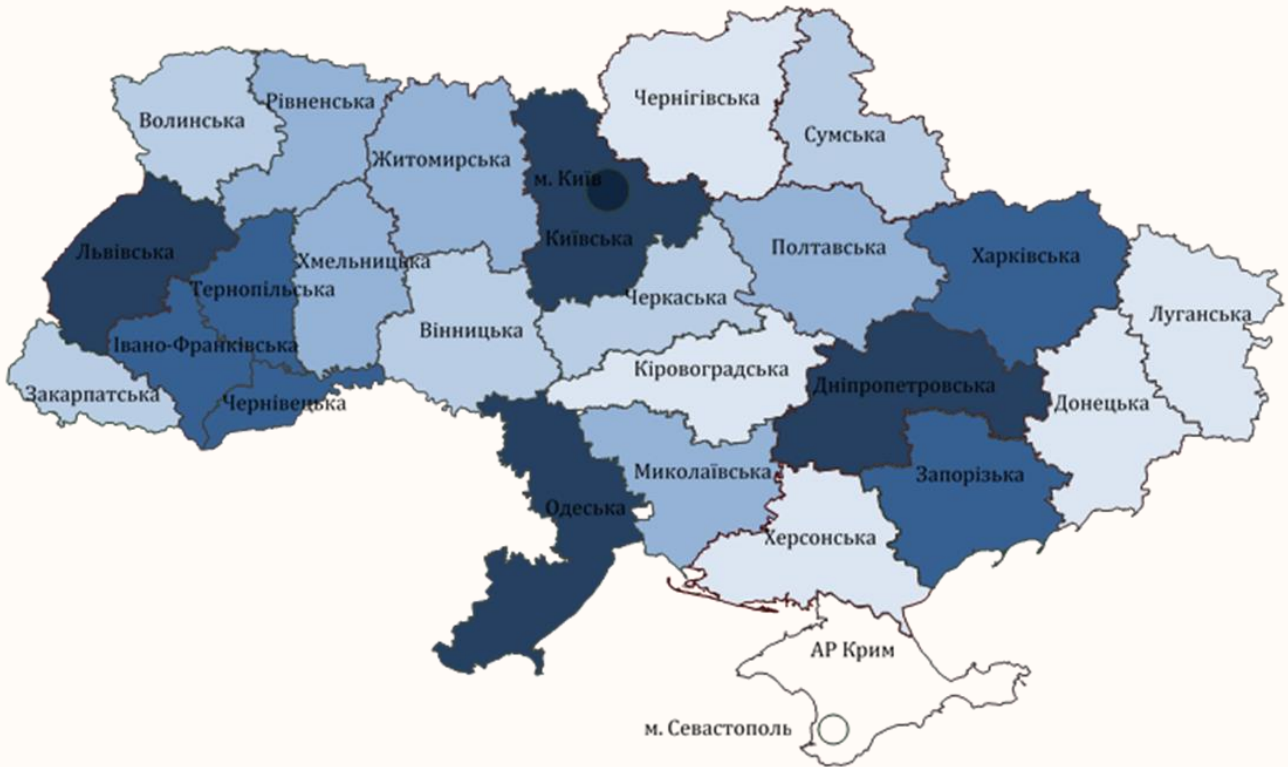 Чернігівська
Рівненська
Волинська
Сумська
Житомирська
м. Київ
Київська
Полтавська
Львівська
Харківська
Хмельницька
Тернопільська
Черкаська
Луганська
Вінницька
Івано-Франківська
Кіровоградська
Дніпропетровська
Закарпатська
Чернівецька
Донецька
Миколаївська
Запорізька
Одеська
Херсонська
АР Крим
м. Севастополь